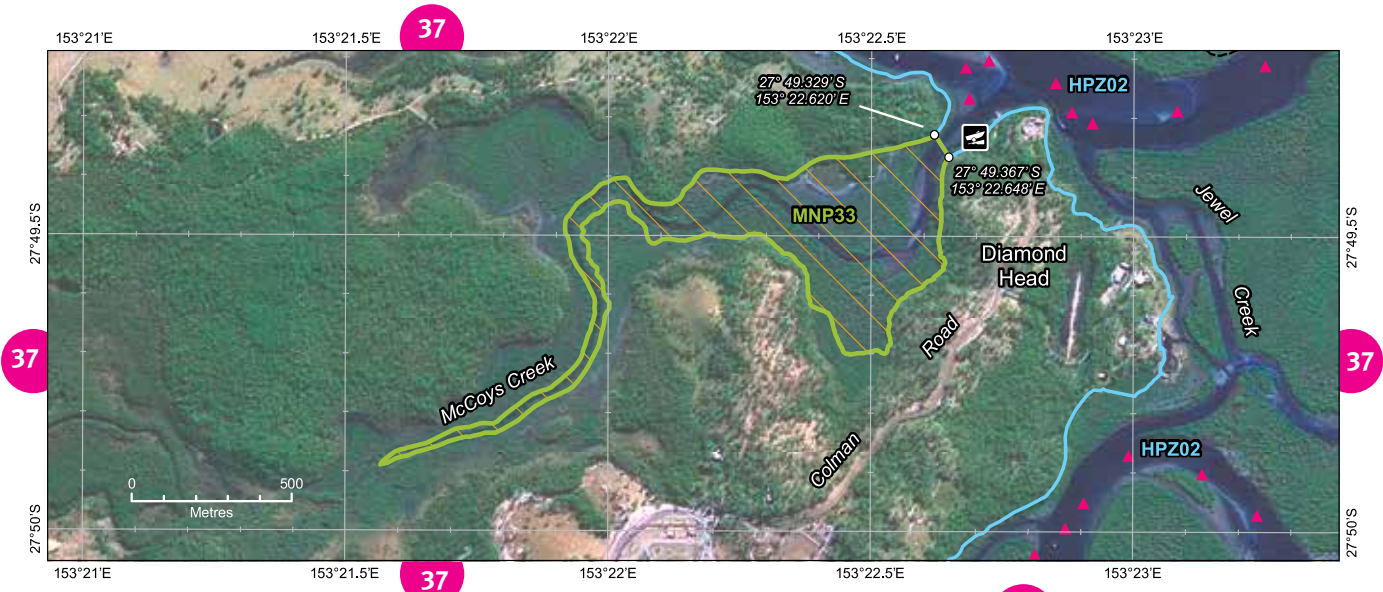 37
153°21'E
153°21.5'E
153°22'E
153°22.5'E
153°23'E
27° 49.329' S
153° 22.620' E
HPZ02
27° 49.367' S
153° 22.648' E
MNP33
Jewel
Creek
27°49.5'S
27°49.5'S
Diamond
Head
Road
37
37
McCoys Creek
Colman
HPZ02
0
500
Metres
27°50'S
27°50'S
153°21'E
153°21.5'E
37
153°22'E
153°22.5'E
153°23'E